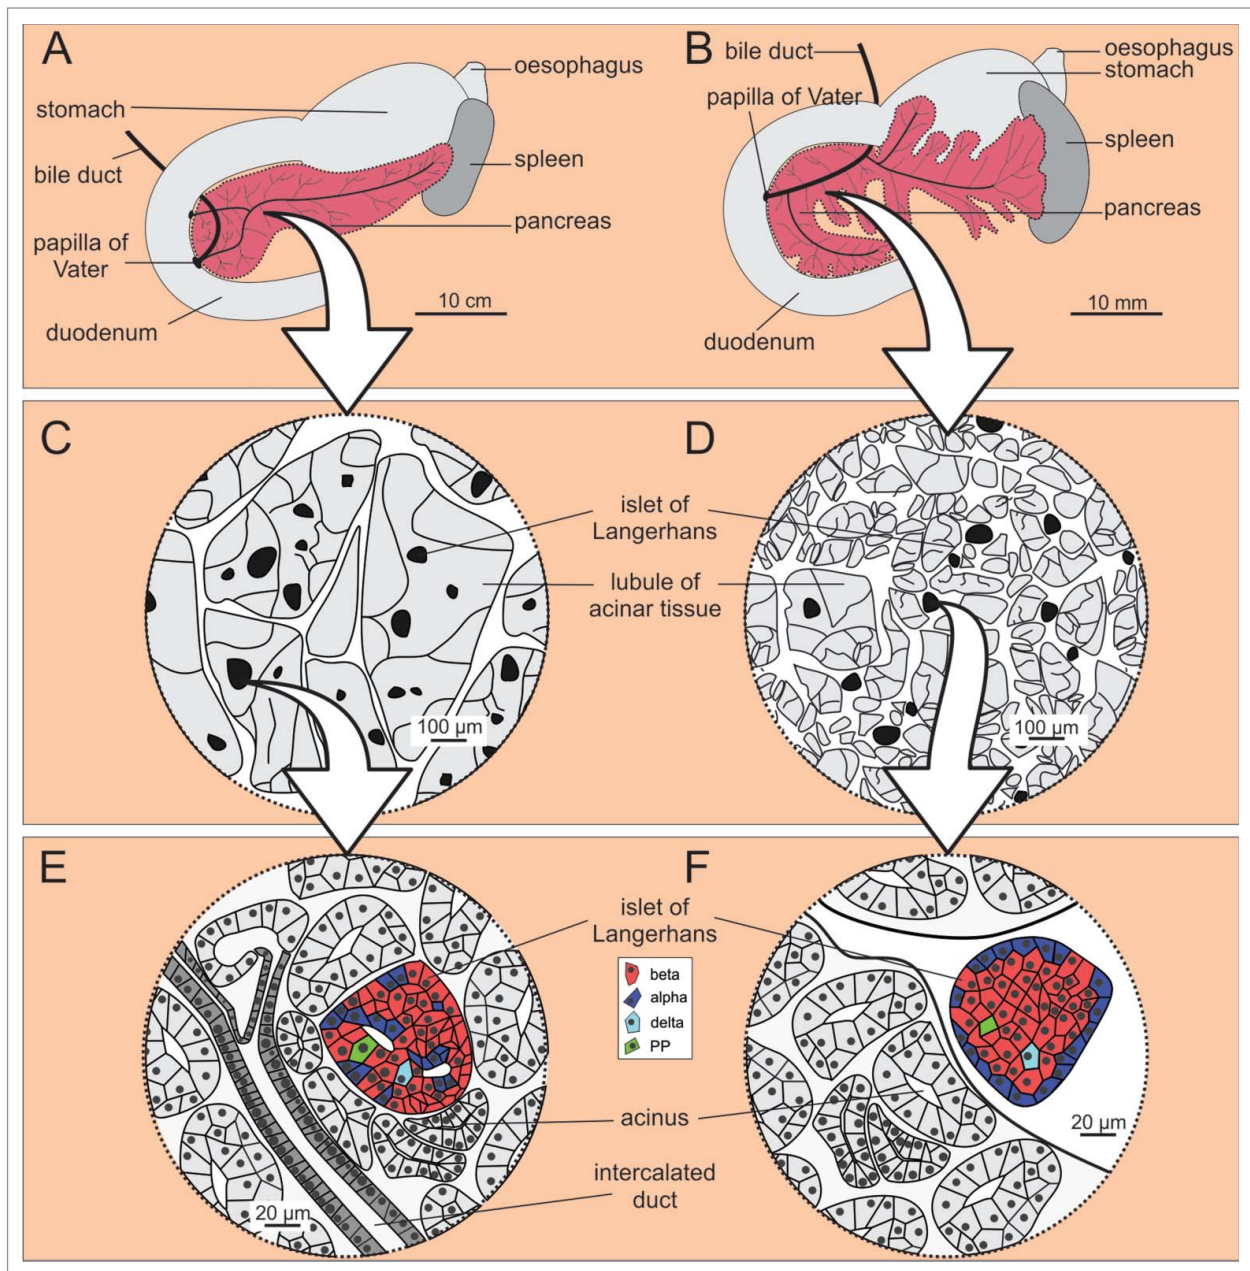 A
oesophagus
stomach
bile duct
spleen
pancreas
papilla of
Vater
duodenum
10 cm
B
bile duct
oesophagus
stomach
papilla of Vater
spleen
pancreas
duodenum
10 mm
C
D
islet of
Langerhans
lubule of
acinar tissue
100 µm
100 µm
E
F
islet of
Langerhans
beta
alpha
delta
PP
acinus
intercalated
duct
20 µm
20 µm